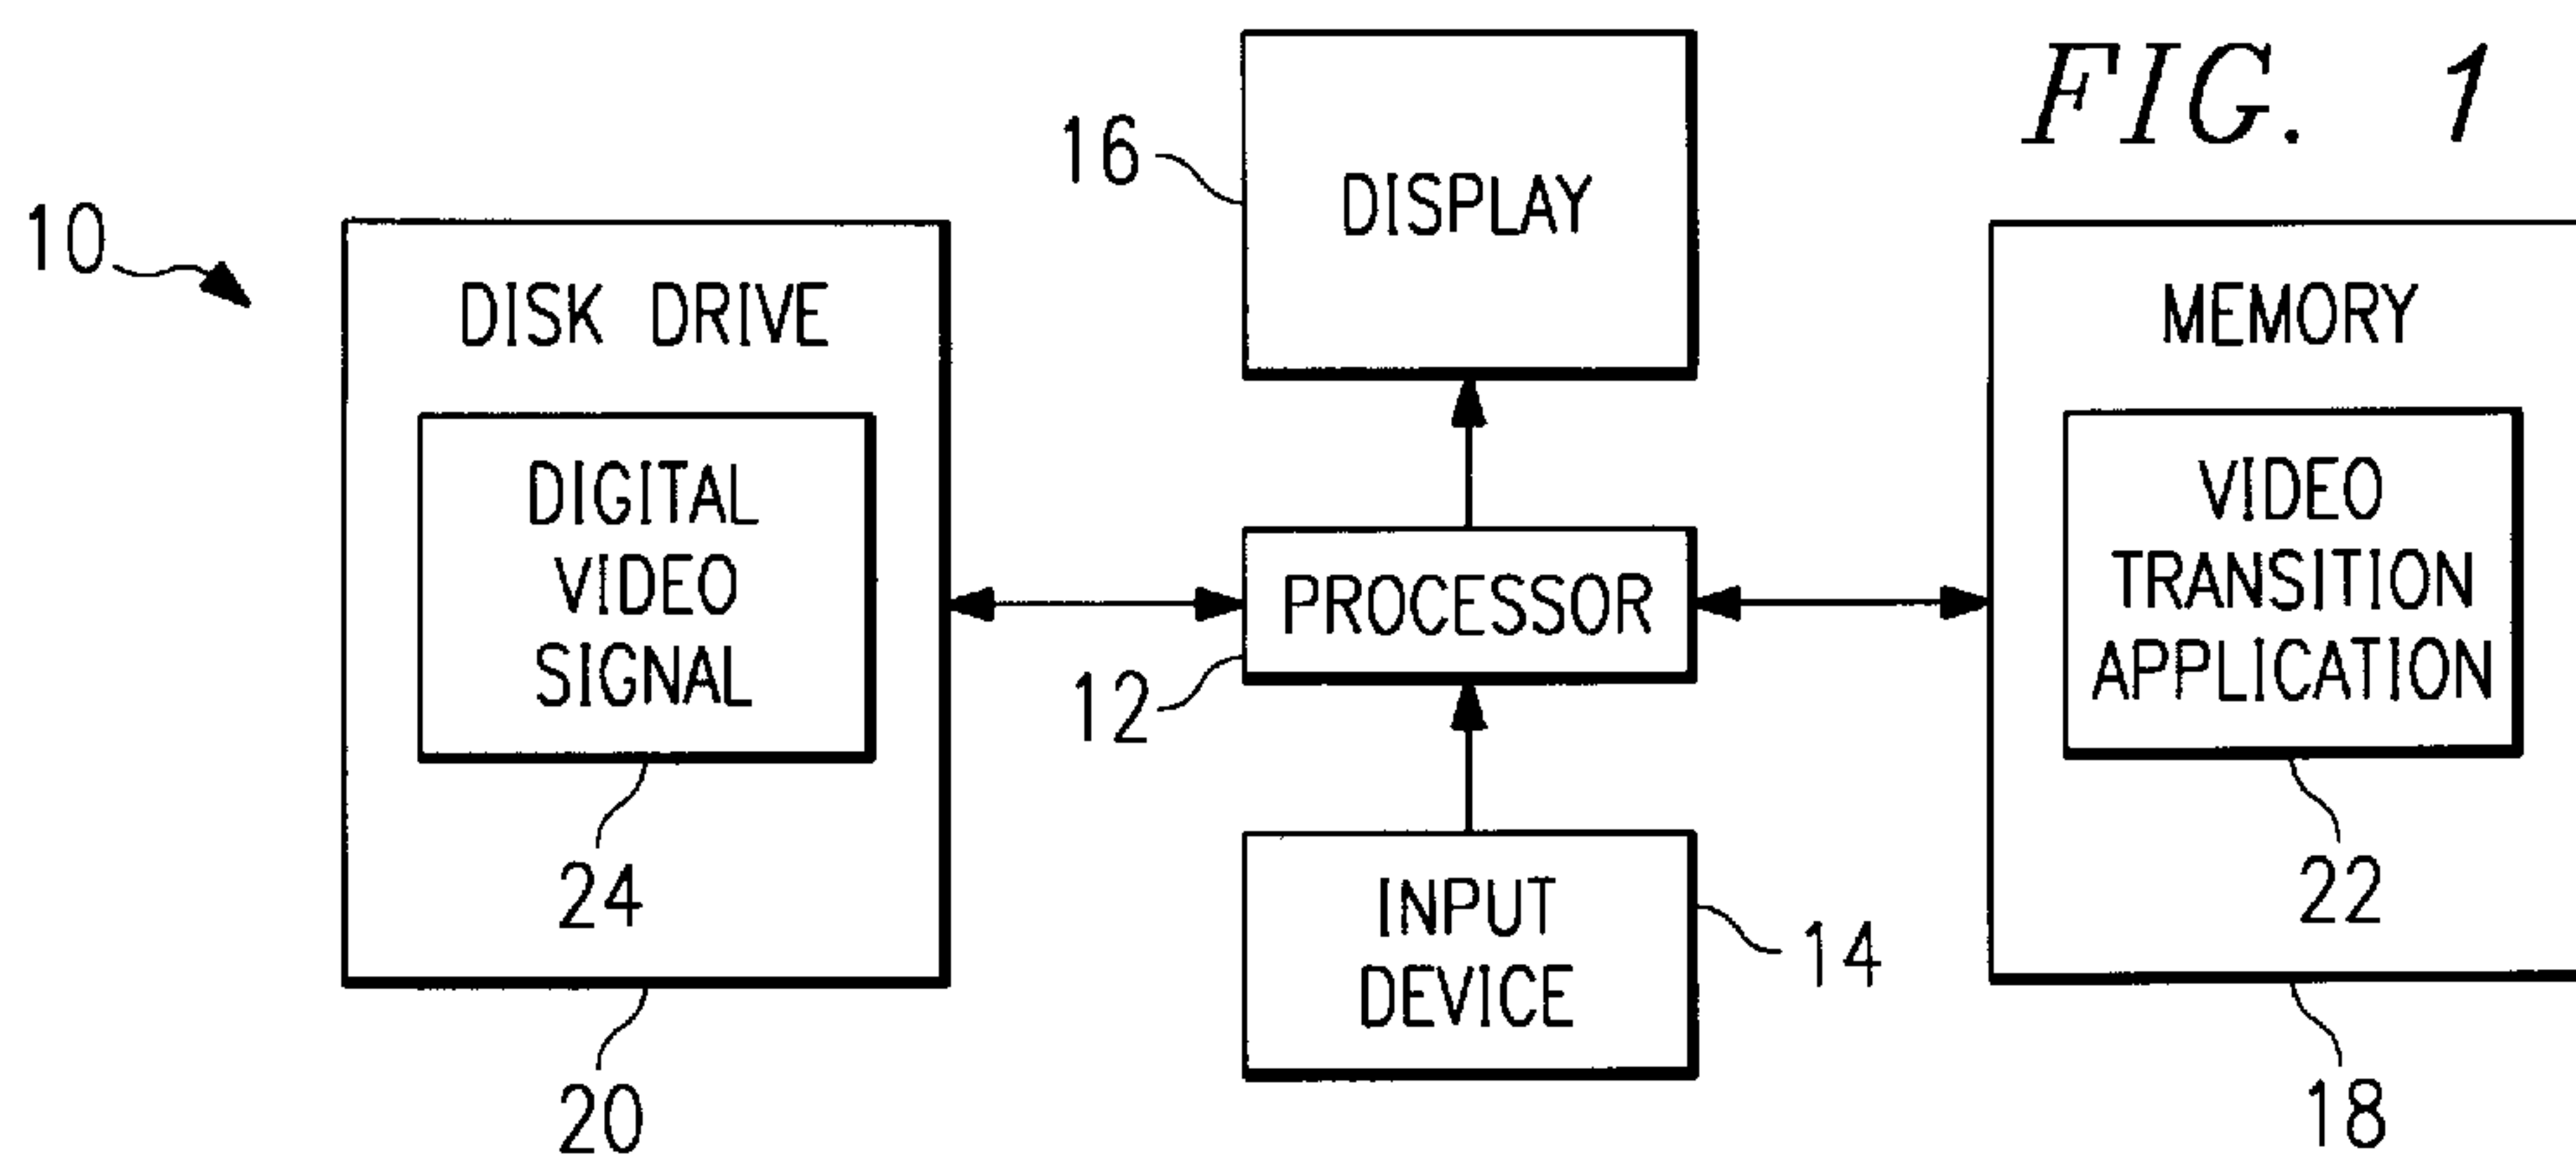 FIG. 1
10
16
DISPLAY
DISK DRIVE
DIGITAL
VIDEO
SIGNAL
24
20
PROCESSOR
12
INPUT
DEVICE
14
MEMORY
VIDEO
TRANSITION
APPLICATION
22
18